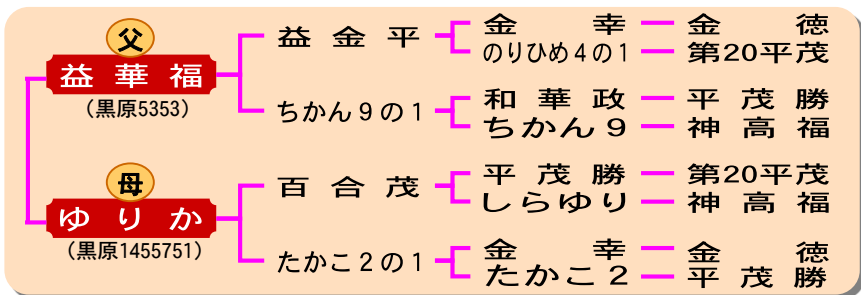 父
益華福
(黒原5353)
益金平
金幸 金徳
のりひめ4の1 第20平茂
ちかん9の1
和華政 平茂勝
ちかん9 神高福
母
ゆりか
(黒原1455751)
百合茂
平茂勝 第20平茂
しらゆり 神高福
たかこ2の1
金幸 金徳
たかこ2 平茂勝